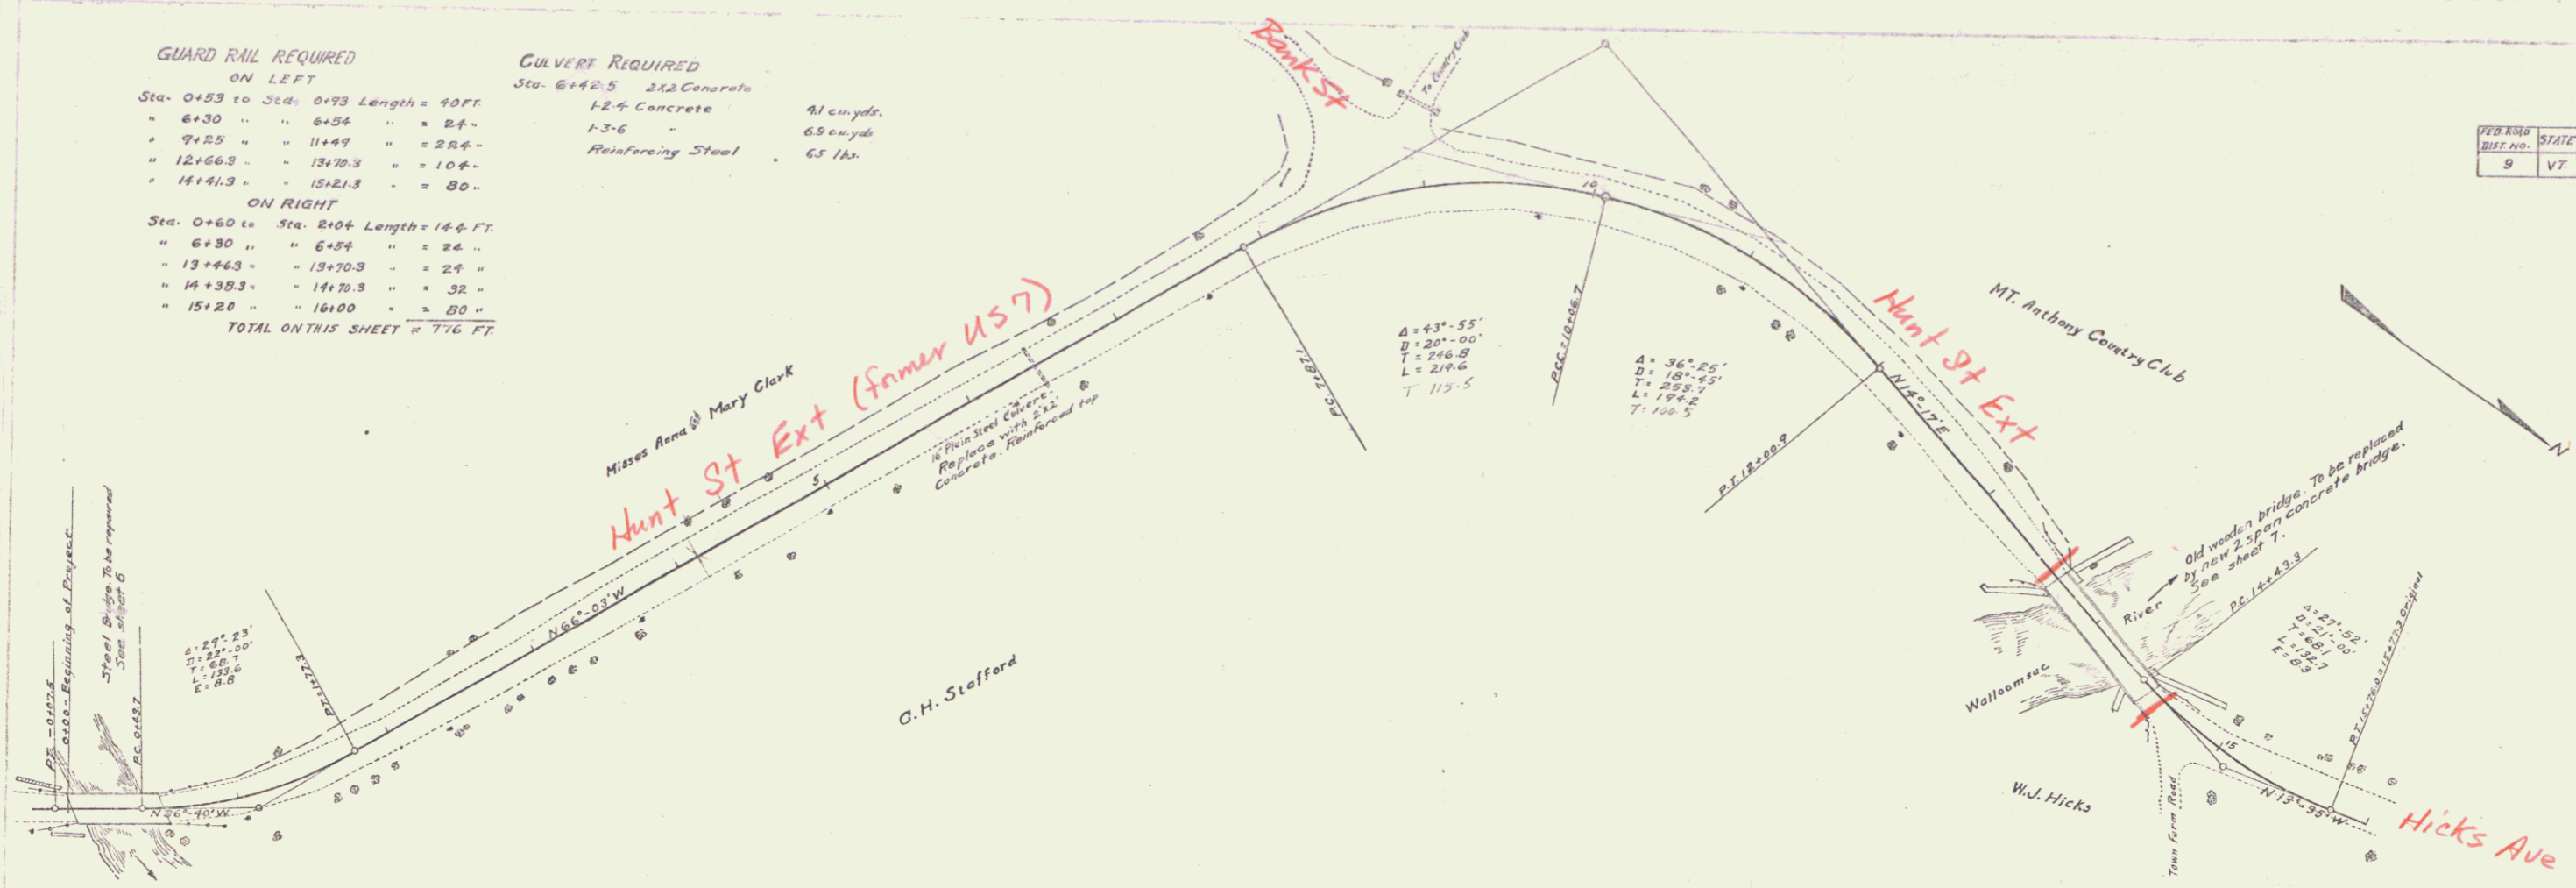 GUARD RAIL REQUIRED
ON LEFT
Sta. 0+53 to Sta. 0+93 Length = 40 FT.
" 6+30 " " 6+54 " = 24 "
" 9+25 " " 11+49 " = 224 "
" 12+66.3 " " 13+70.3 " = 104 "
" 14+41.3 " " 15+21.3 " = 80 "
ON RIGHT
Sta. 0+60 to Sta. 2+04 Length = 144 FT.
" 6+30 " " 6+54 " = 24 "
" 13+46.3 " " 13+70.3 " = 24 "
" 14+38.3 " " 14+70.3 " = 32 "
" 15+20 " " 16+00 " = 80 "
TOTAL ON THIS SHEET = 776 FT.
CULVERT REQUIRED
Sta. 6+42.5 2X2 Concrete
1-2-4 Concrete 4.1 cu.yds.
1-3-6 " 6.9 cu.yds
Reinforcing Steel . 65 lbs.
Bank St
To Country Club
FED. ROAD DIST. NO. STATE
9 VT.
Hunt St Ext (former US 7)
Misses Anna & Mary Clark
16" Plain Steel Culvert.
Replace with 2'x2'
Concrete. Reinforced top
5
10
15
P.C. 7+87.1
Δ = 43°-55'
D = 20°-00'
T = 246.8
L = 219.6
T 115.5
P.C.C. = 10+06.7
Δ = 36°-25'
D = 18°-45'
L = 194.2
P.T. 12+00.9
N 14°-17' E
Hunt St Ext
MT. Anthony Country Club
N
Old wooden bridge. To be replaced
by new 2 span concrete bridge.
See sheet 7.
River
Walloomsac
P.C. 14+43.3
Δ = 27°-52'
D = 21°-00'
T = 68.1
L = 132.7
E = 8.3
Original
N 13°-35' W
Hicks Ave
W.J. Hicks
Town Farm Road
C.H. Stafford
N 66°-03' W
P.T. = 1+77.3
Δ = 29°-23'
D = 22°-00'
T = 68.7
L = 133.6
E = 8.8
P.C. 0+43.7
Steel Bridge. To be repaired
See sheet 6
0+00 - Beginning of Project
P.T. -0+07.5
N 36°-40' W